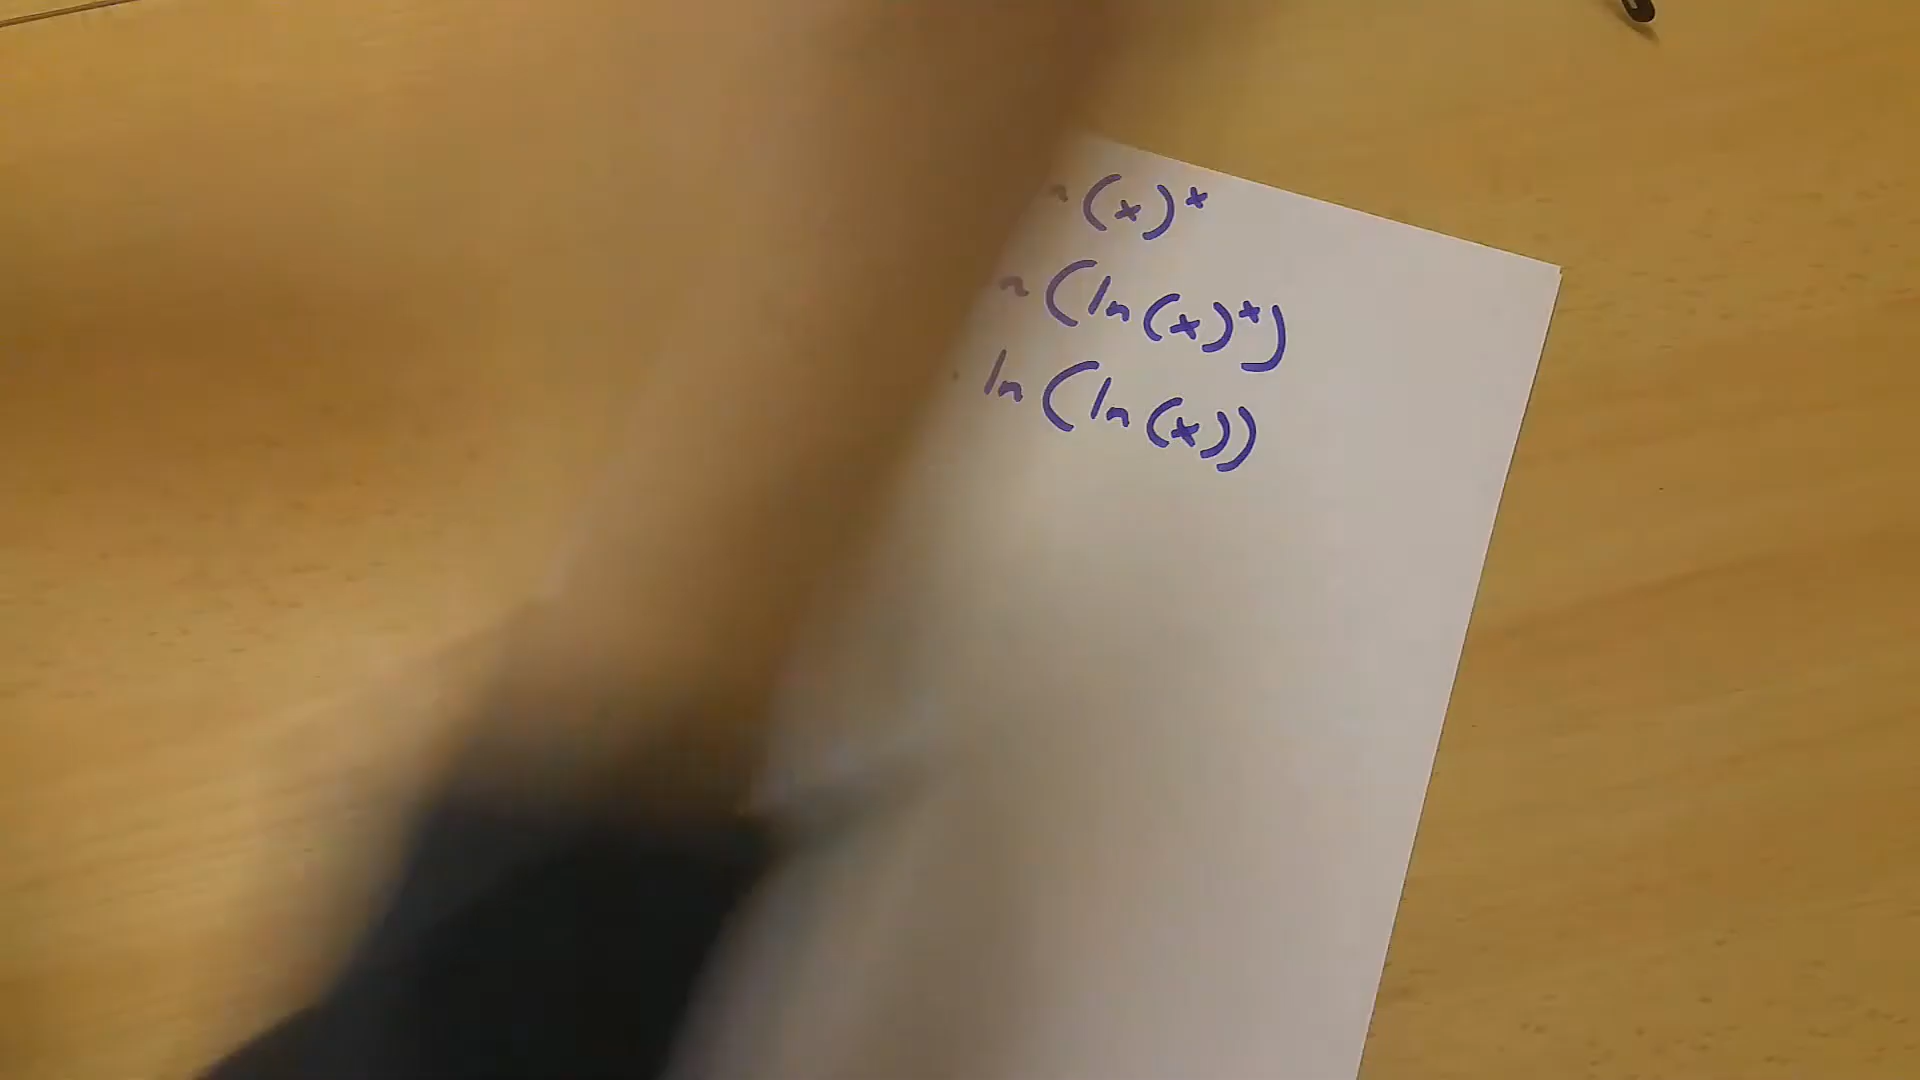 n (x)^x
n (ln (x)^x)
· ln (ln (x))